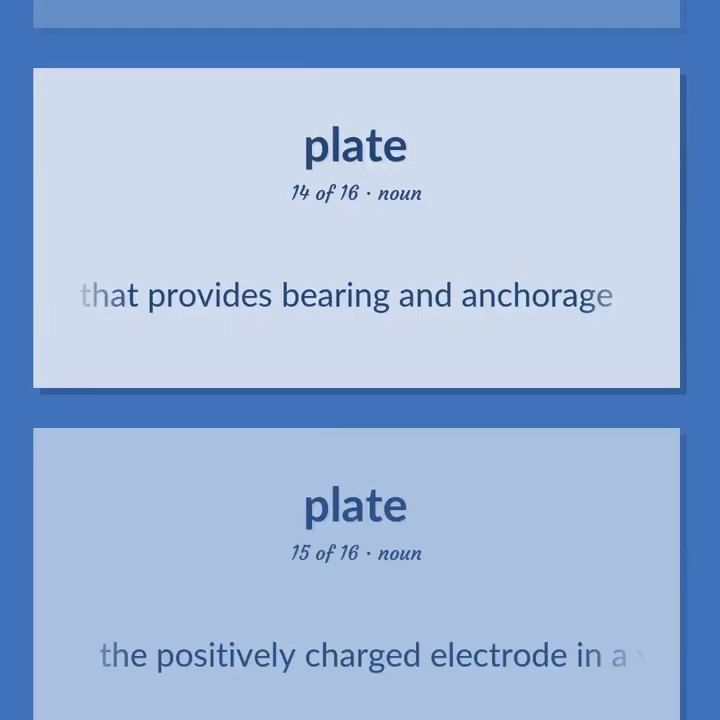 plate
14 of 16 · noun
that provides bearing and anchorage
plate
15 of 16 · noun
the positively charged electrode in a